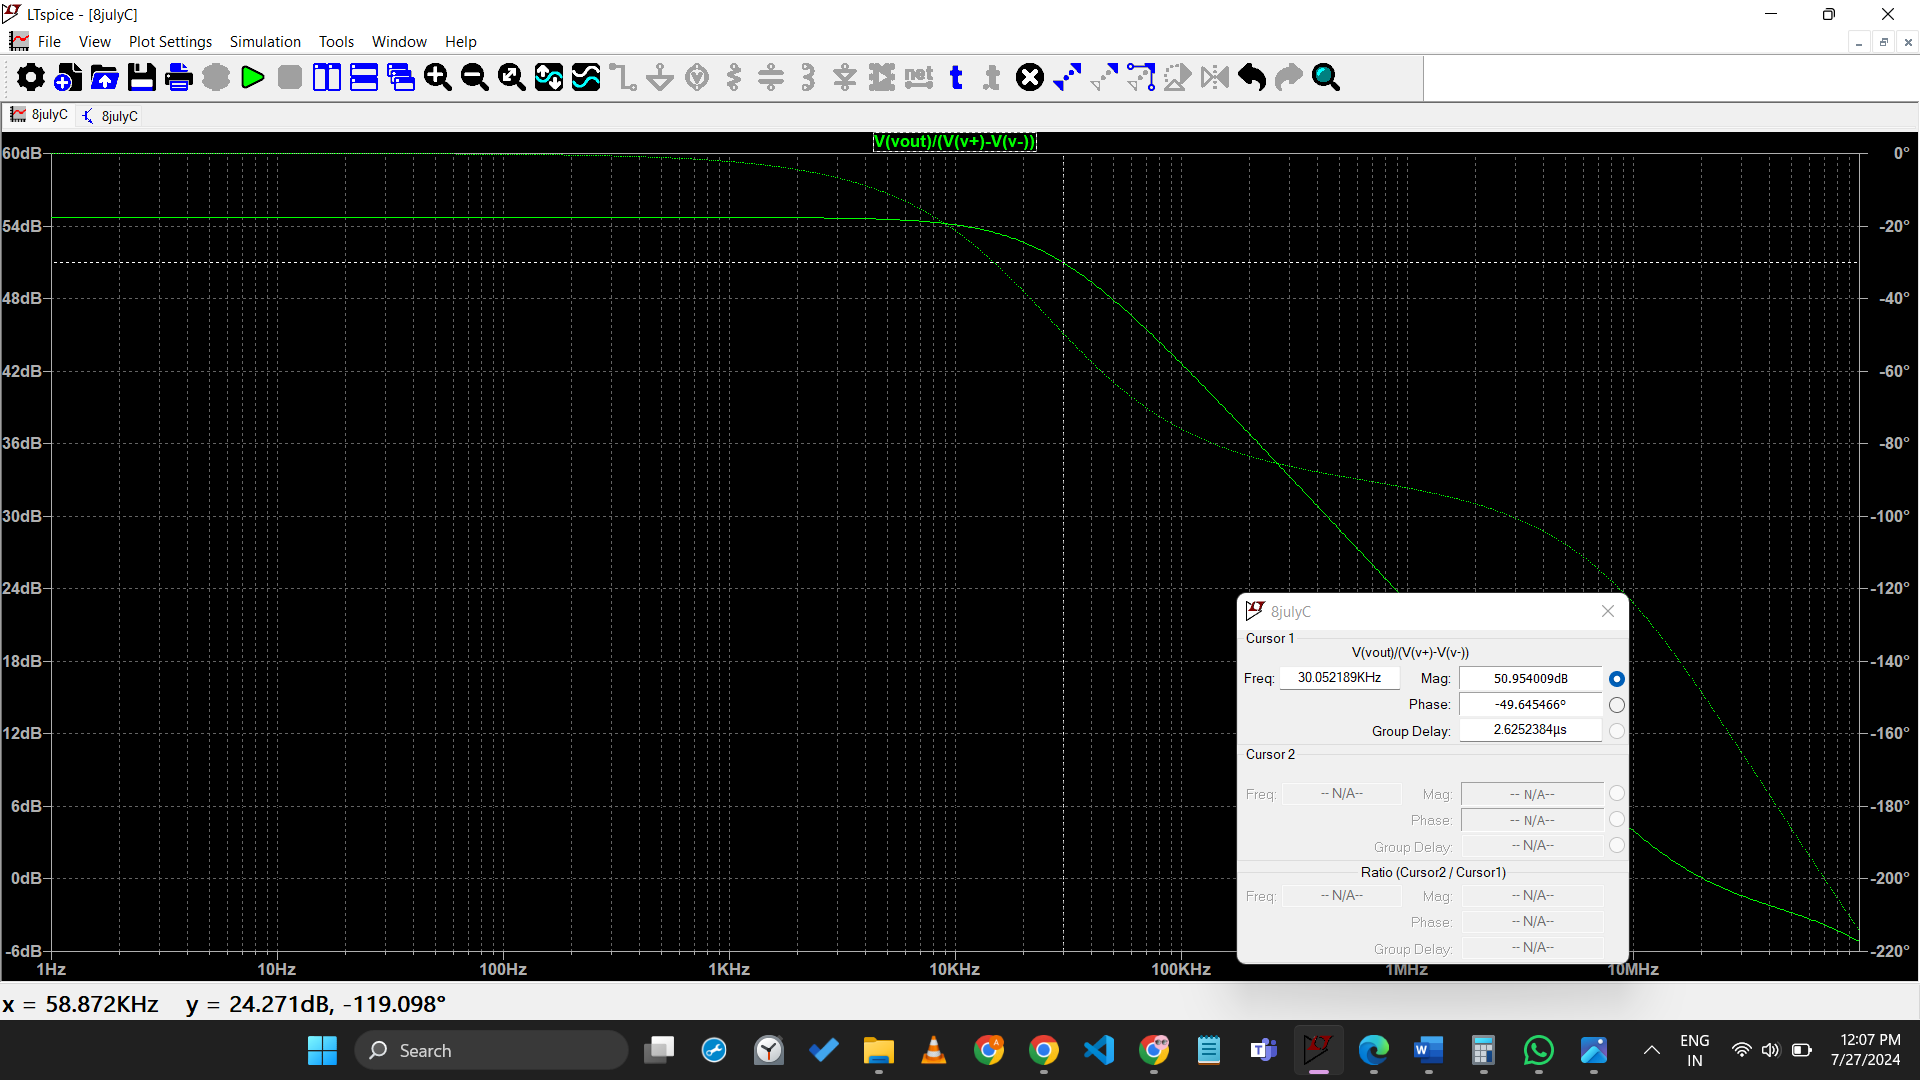 LTspice - [8julyC]
File View Plot Settings Simulation Tools Window Help
net t .t
8julyC 8julyC
V(vout)/(V(v+)-V(v-))
60dB 0°
54dB -20°
-30°
48dB -40°
42dB -60°
36dB -80°
30dB -100°
24dB -120°
18dB -140°
12dB -160°
6dB -180°
0dB -200°
-6dB -220°
1Hz 10Hz 100Hz 1KHz 10KHz 100KHz 1MHz 10MHz
8julyC
Cursor 1
V(vout)/(V(v+)-V(v-))
Freq: 30.052189KHz Mag: 50.954009dB
Phase: -49.645466°
Group Delay: 2.6252384µs
Cursor 2
Freq: -- N/A-- Mag: -- N/A--
Phase: -- N/A--
Group Delay: -- N/A--
Ratio (Cursor2 / Cursor1)
Freq: -- N/A-- Mag: -- N/A--
Phase: -- N/A--
Group Delay: -- N/A--
x = 58.872KHz y = 24.271dB, -119.098°
Search
ENG
IN
12:07 PM
7/27/2024